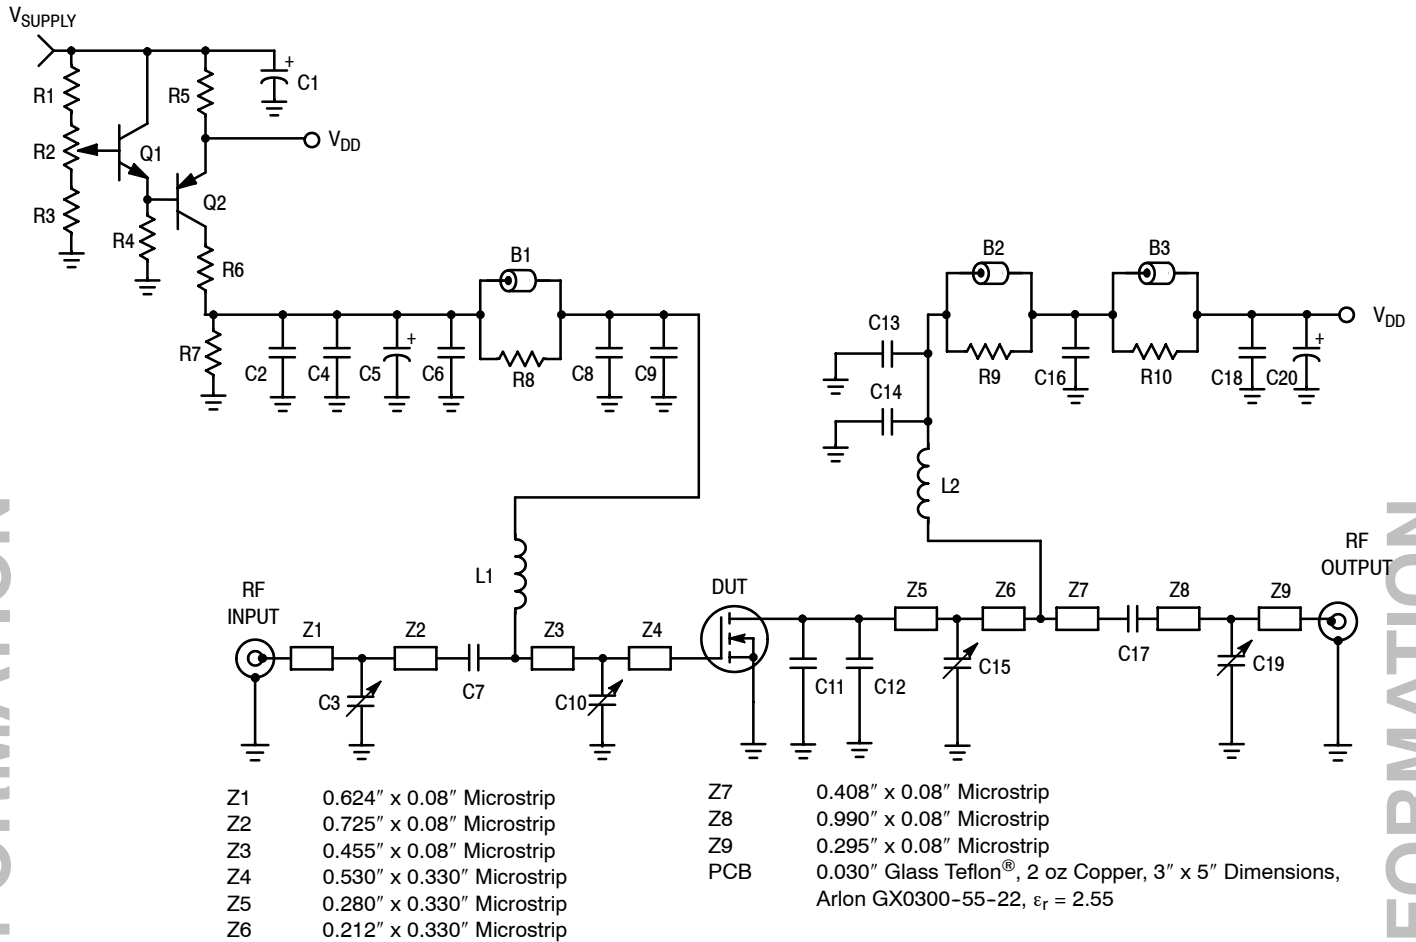 V_SUPPLY
R1
R5
C1
V_DD
R2
Q1
R3
Q2
R4
R6
B1
R7
C2
C4
C5
C6
R8
C8
C9
+
+
B2
B3
V_DD
C13
R9
C16
R10
C18
C20
+
C14
L2
L1
RF
INPUT
Z1
Z2
Z3
Z4
C3
C7
C10
DUT
C11
C12
Z5
Z6
Z7
Z8
Z9
C15
C17
C19
RF
OUTPUT
Z1 0.624″ x 0.08″ Microstrip
Z2 0.725″ x 0.08″ Microstrip
Z3 0.455″ x 0.08″ Microstrip
Z4 0.530″ x 0.330″ Microstrip
Z5 0.280″ x 0.330″ Microstrip
Z6 0.212″ x 0.330″ Microstrip
Z7 0.408″ x 0.08″ Microstrip
Z8 0.990″ x 0.08″ Microstrip
Z9 0.295″ x 0.08″ Microstrip
PCB 0.030″ Glass Teflon®, 2 oz Copper, 3″ x 5″ Dimensions,
Arlon GX0300-55-22, εr = 2.55
FORMATION